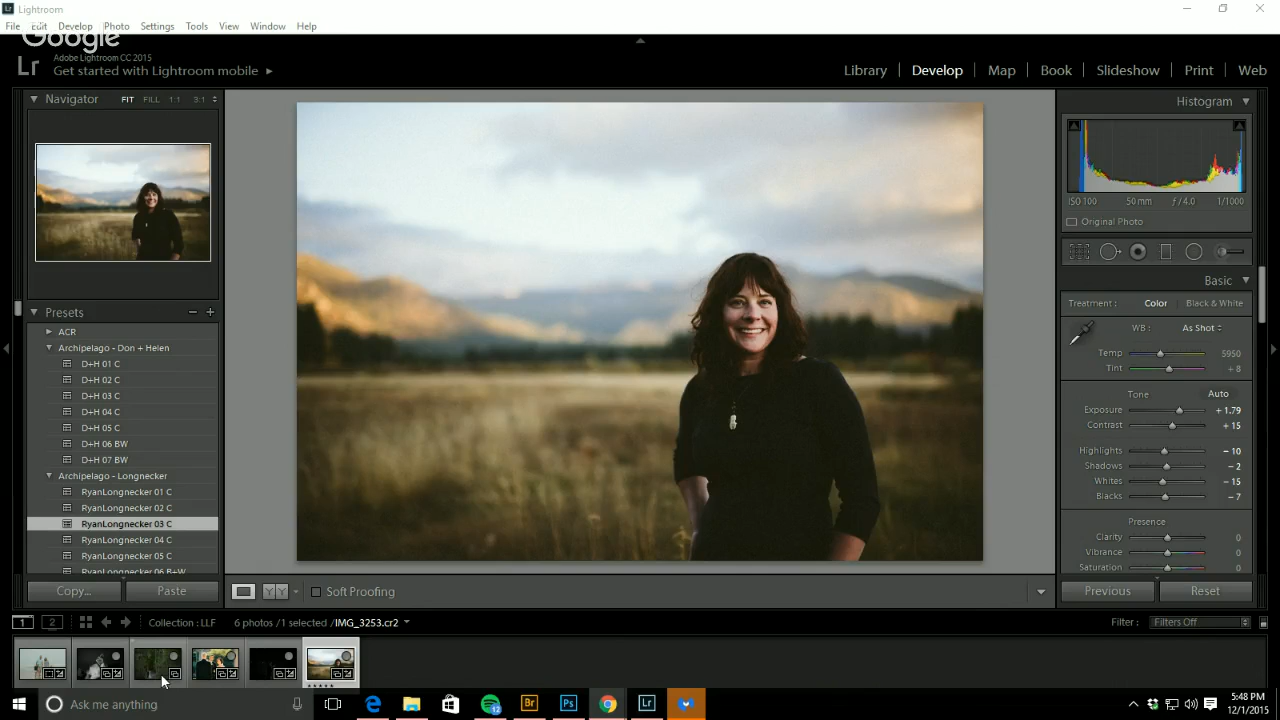 Lightroom
File Edit Develop Photo Settings Tools View Window Help
Google
Adobe Lightroom CC 2015
Lr Get started with Lightroom mobile
Library Develop Map Book Slideshow Print Web
Navigator FIT FILL 1:1 3:1
Histogram
ISO 100 50 mm ƒ / 4.0 1/1000
Original Photo
Basic
Treatment : Color Black & White
WB : As Shot
Temp 5950
Tint + 8
Tone Auto
Exposure + 1.79
Contrast + 15
Highlights – 10
Shadows – 2
Whites – 15
Blacks – 7
Presence
Clarity 0
Vibrance 0
Saturation 0
Previous Reset
Presets
ACR
Archipelago - Don + Helen
D+H 01 C
D+H 02 C
D+H 03 C
D+H 04 C
D+H 05 C
D+H 06 BW
D+H 07 BW
Archipelago - Longnecker
RyanLongnecker 01 C
RyanLongnecker 02 C
RyanLongnecker 03 C
RyanLongnecker 04 C
RyanLongnecker 05 C
RyanLongnecker 06 B+W
Copy... Paste
Y Y Soft Proofing
1 2 Collection : LLF 6 photos /1 selected /IMG_3253.cr2 Filter : Filters Off
Ask me anything
12 Br Ps Lr
5:48 PM
12/1/2015